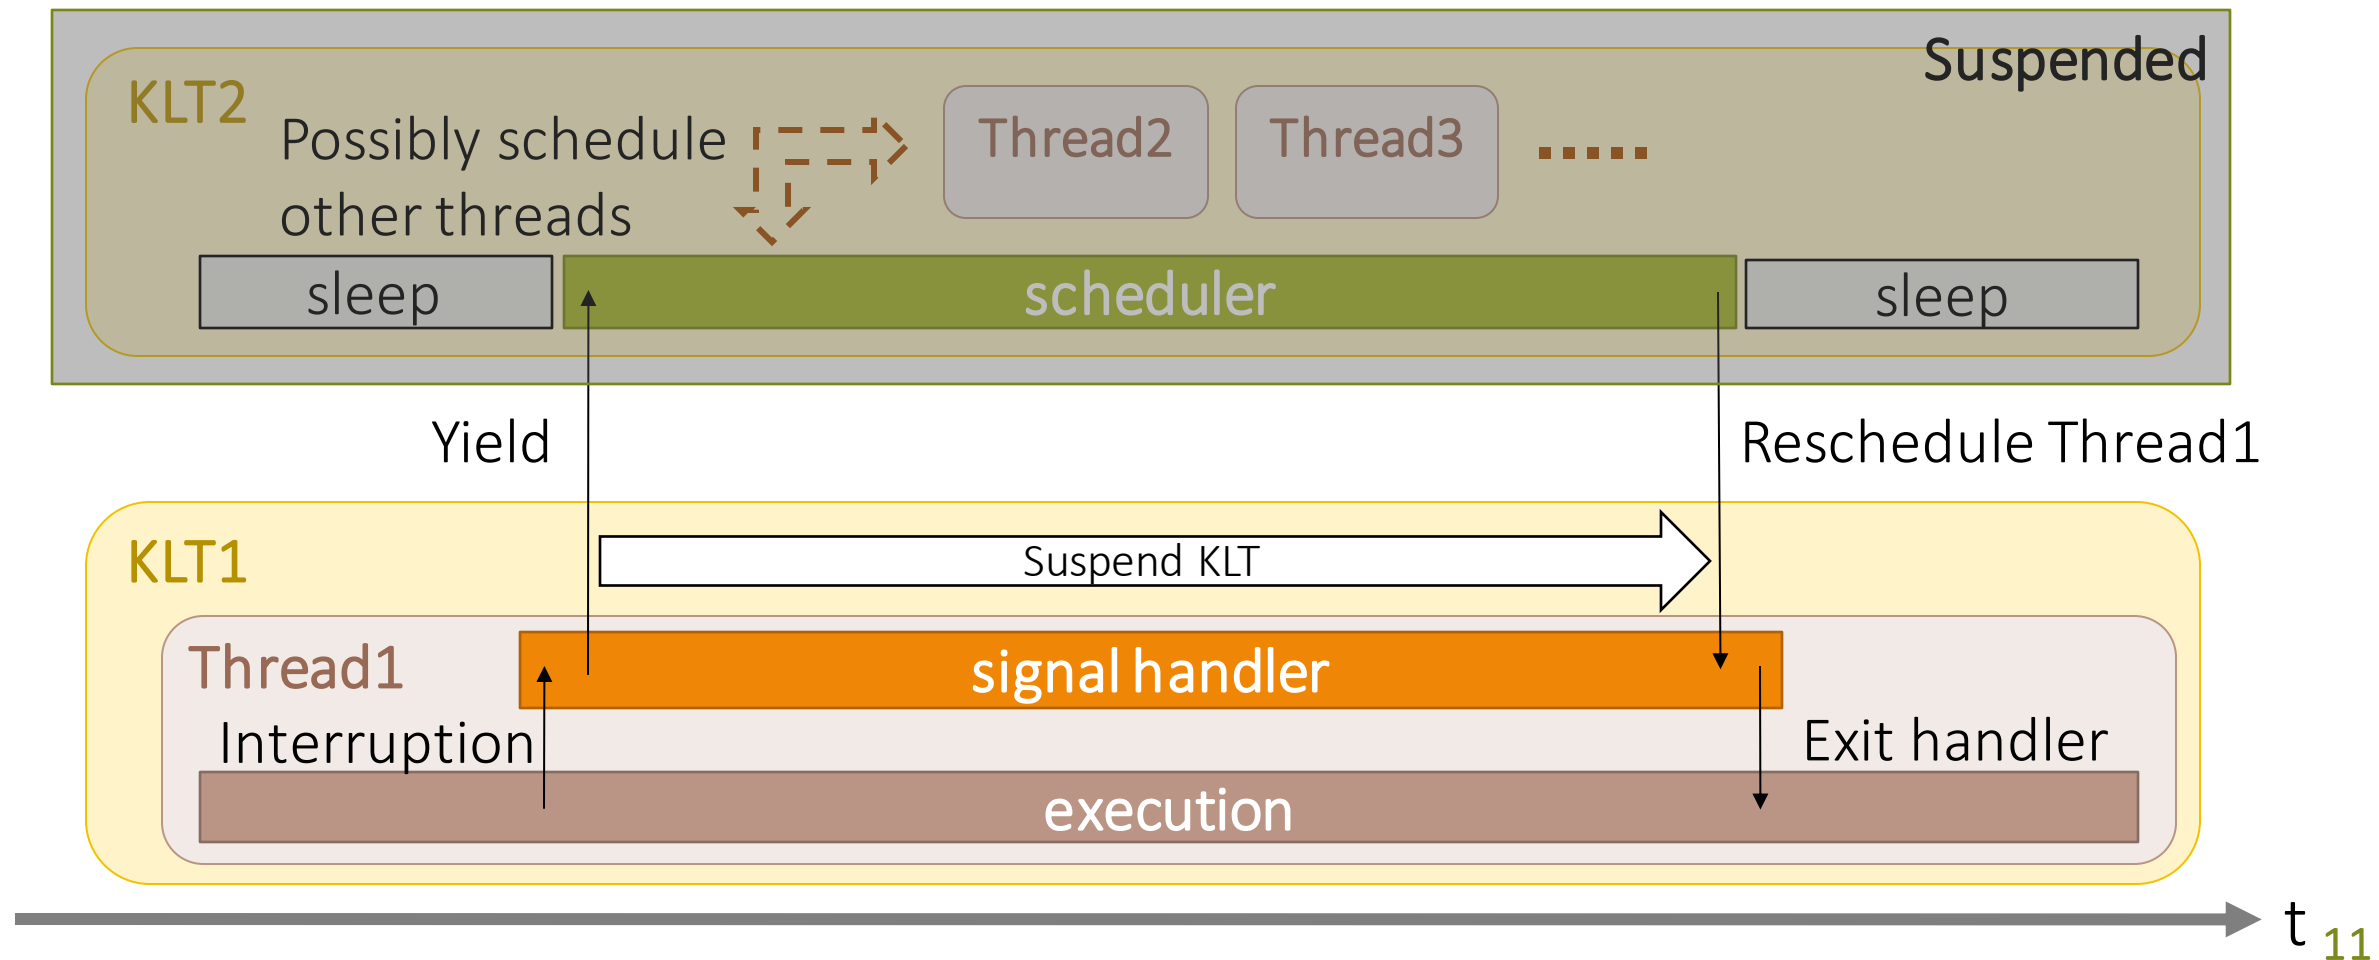 Suspended
KLT2
Possibly schedule
other threads
Thread2
Thread3
sleep
scheduler
sleep
Yield
Reschedule Thread1
KLT1
Suspend KLT
Thread1
signal handler
Interruption
Exit handler
execution
t
11